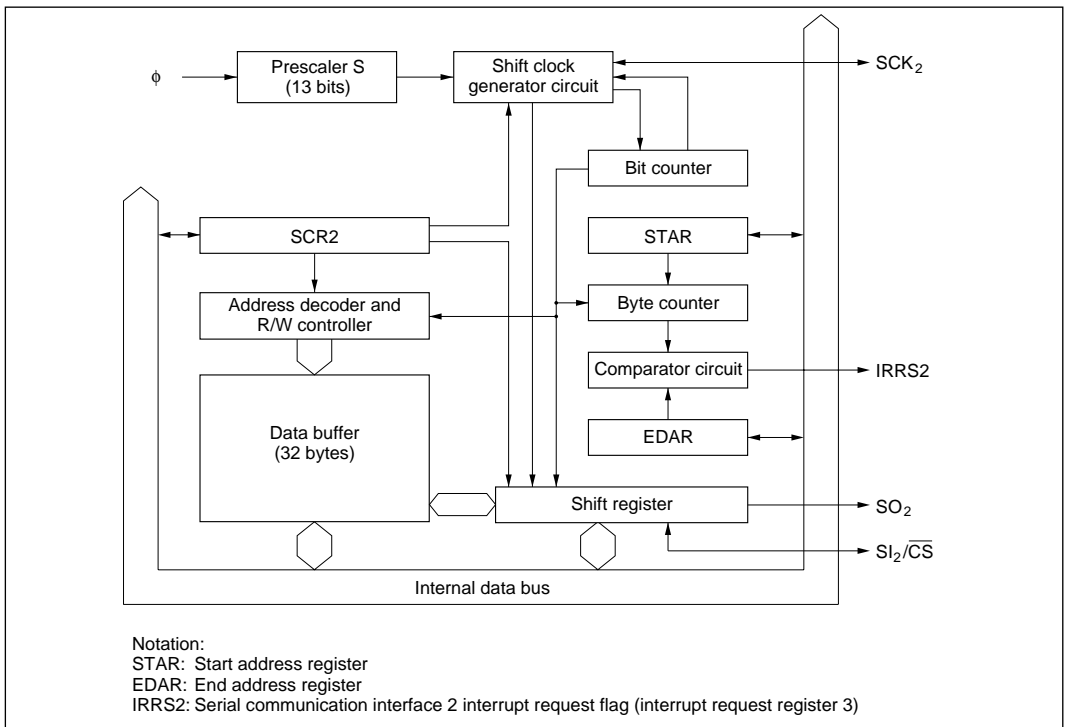 ϕ
Prescaler S
(13 bits)
Shift clock
generator circuit
SCK₂
Bit counter
SCR2
STAR
Address decoder and
R/W controller
Byte counter
Comparator circuit
IRRS2
Data buffer
(32 bytes)
EDAR
Shift register
SO₂
SI₂/C̅S̅
Internal data bus
Notation:
STAR: Start address register
EDAR: End address register
IRRS2: Serial communication interface 2 interrupt request flag (interrupt request register 3)